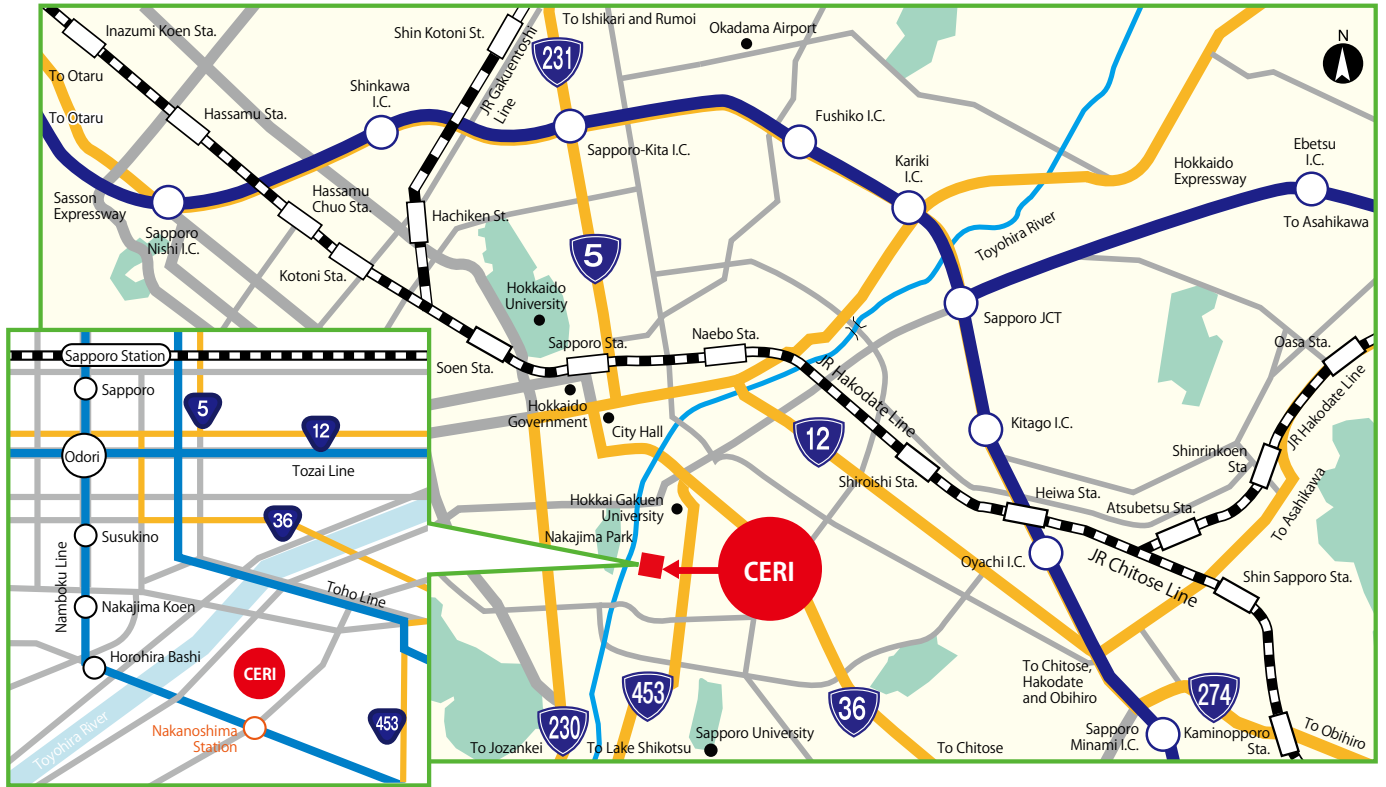 Inazumi Koen Sta.
Shin Kotoni St.
To Ishikari and Rumoi
Okadama Airport
N
231
JR Gakuentoshi
Line
To Otaru
Shinkawa
I.C.
Hassamu Sta.
To Otaru
Fushiko I.C.
Sapporo-Kita I.C.
Kariki
I.C.
Ebetsu
I.C.
Hokkaido
Expressway
Sasson
Expressway
Hassamu
Chuo Sta.
Hachiken St.
To Asahikawa
Sapporo
Nishi I.C.
Toyohira River
5
Kotoni Sta.
Hokkaido
University
Sapporo JCT
Naebo Sta.
Sapporo Sta.
Oasa Sta.
Soen Sta.
JR Hakodate Line
JR Hakodate Line
Hokkaido
Government
City Hall
Kitago I.C.
12
Shinrinkoen
Sta
Shiroishi Sta.
Heiwa Sta.
Atsubetsu Sta.
To Asahikawa
Hokkai Gakuen
University
Nakajima Park
CERI
Oyachi I.C.
JR Chitose Line
Shin Sapporo Sta.
To Chitose,
Hakodate
and Obihiro
453
36
274
230
Sapporo University
Sapporo
Minami I.C.
Kaminopporo
Sta.
To Obihiro
To Jozankei
To Lake Shikotsu
To Chitose
Sapporo Station
Sapporo
5
12
Odori
Tozai Line
36
Susukino
Namboku Line
Toho Line
Nakajima Koen
Horohira Bashi
CERI
Toyohira River
Nakanoshima
Station
453